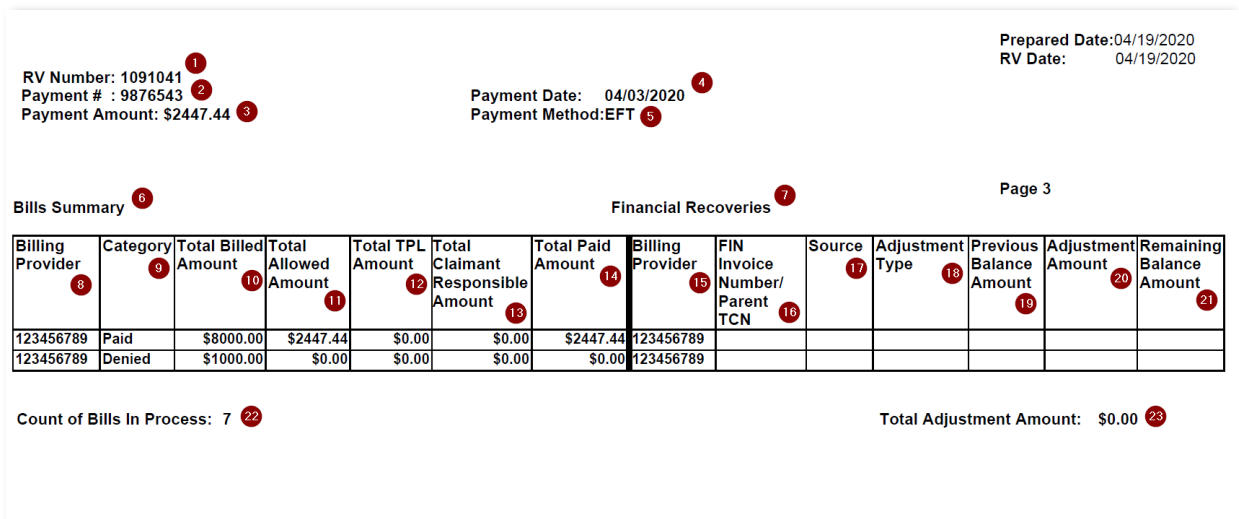 Prepared Date:04/19/2020
RV Date: 04/19/2020
1
RV Number: 1091041
Payment # : 9876543 2
Payment Amount: $2447.44 3
4
Payment Date: 04/03/2020
Payment Method:EFT 5
Page 3
Bills Summary 6
Financial Recoveries 7
Billing Provider 8
Category 9
Total Billed Amount 10
Total Allowed Amount 11
Total TPL Amount 12
Total Claimant Responsible Amount 13
Total Paid Amount 14
Billing Provider 15
FIN Invoice Number/ Parent TCN 16
Source 17
Adjustment Type 18
Previous Balance Amount 19
Adjustment Amount 20
Remaining Balance Amount 21
123456789 Paid $8000.00 $2447.44 $0.00 $0.00 $2447.44 123456789
123456789 Denied $1000.00 $0.00 $0.00 $0.00 $0.00 123456789
Count of Bills In Process: 7 22
Total Adjustment Amount: $0.00 23